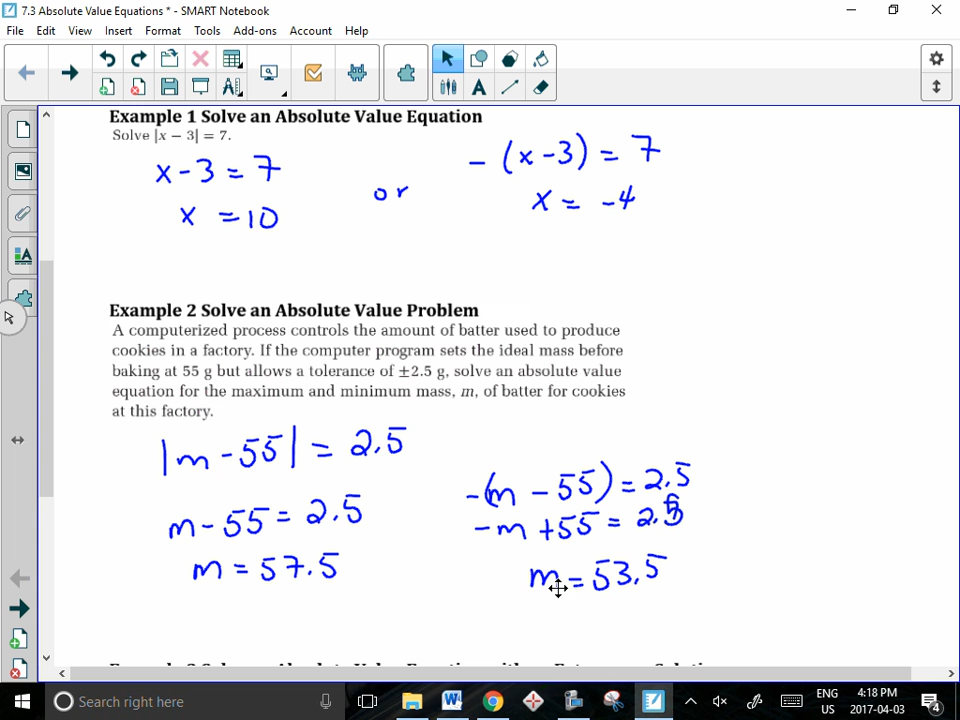 7.3 Absolute Value Equations * - SMART Notebook
File Edit View Insert Format Tools Add-ons Account Help
Example 1 Solve an Absolute Value Equation
Solve |x − 3| = 7.
x - 3 = 7
- (x - 3) = 7
or
x = 10
x = -4
Example 2 Solve an Absolute Value Problem
A computerized process controls the amount of batter used to produce
cookies in a factory. If the computer program sets the ideal mass before
baking at 55 g but allows a tolerance of ±2.5 g, solve an absolute value
equation for the maximum and minimum mass, m, of batter for cookies
at this factory.
|m - 55| = 2.5
m - 55 = 2.5
m = 57.5
-(m - 55) = 2.5
-m + 55 = 2.5
m = 53.5
Search right here
ENG
US
4:18 PM
2017-04-03
4